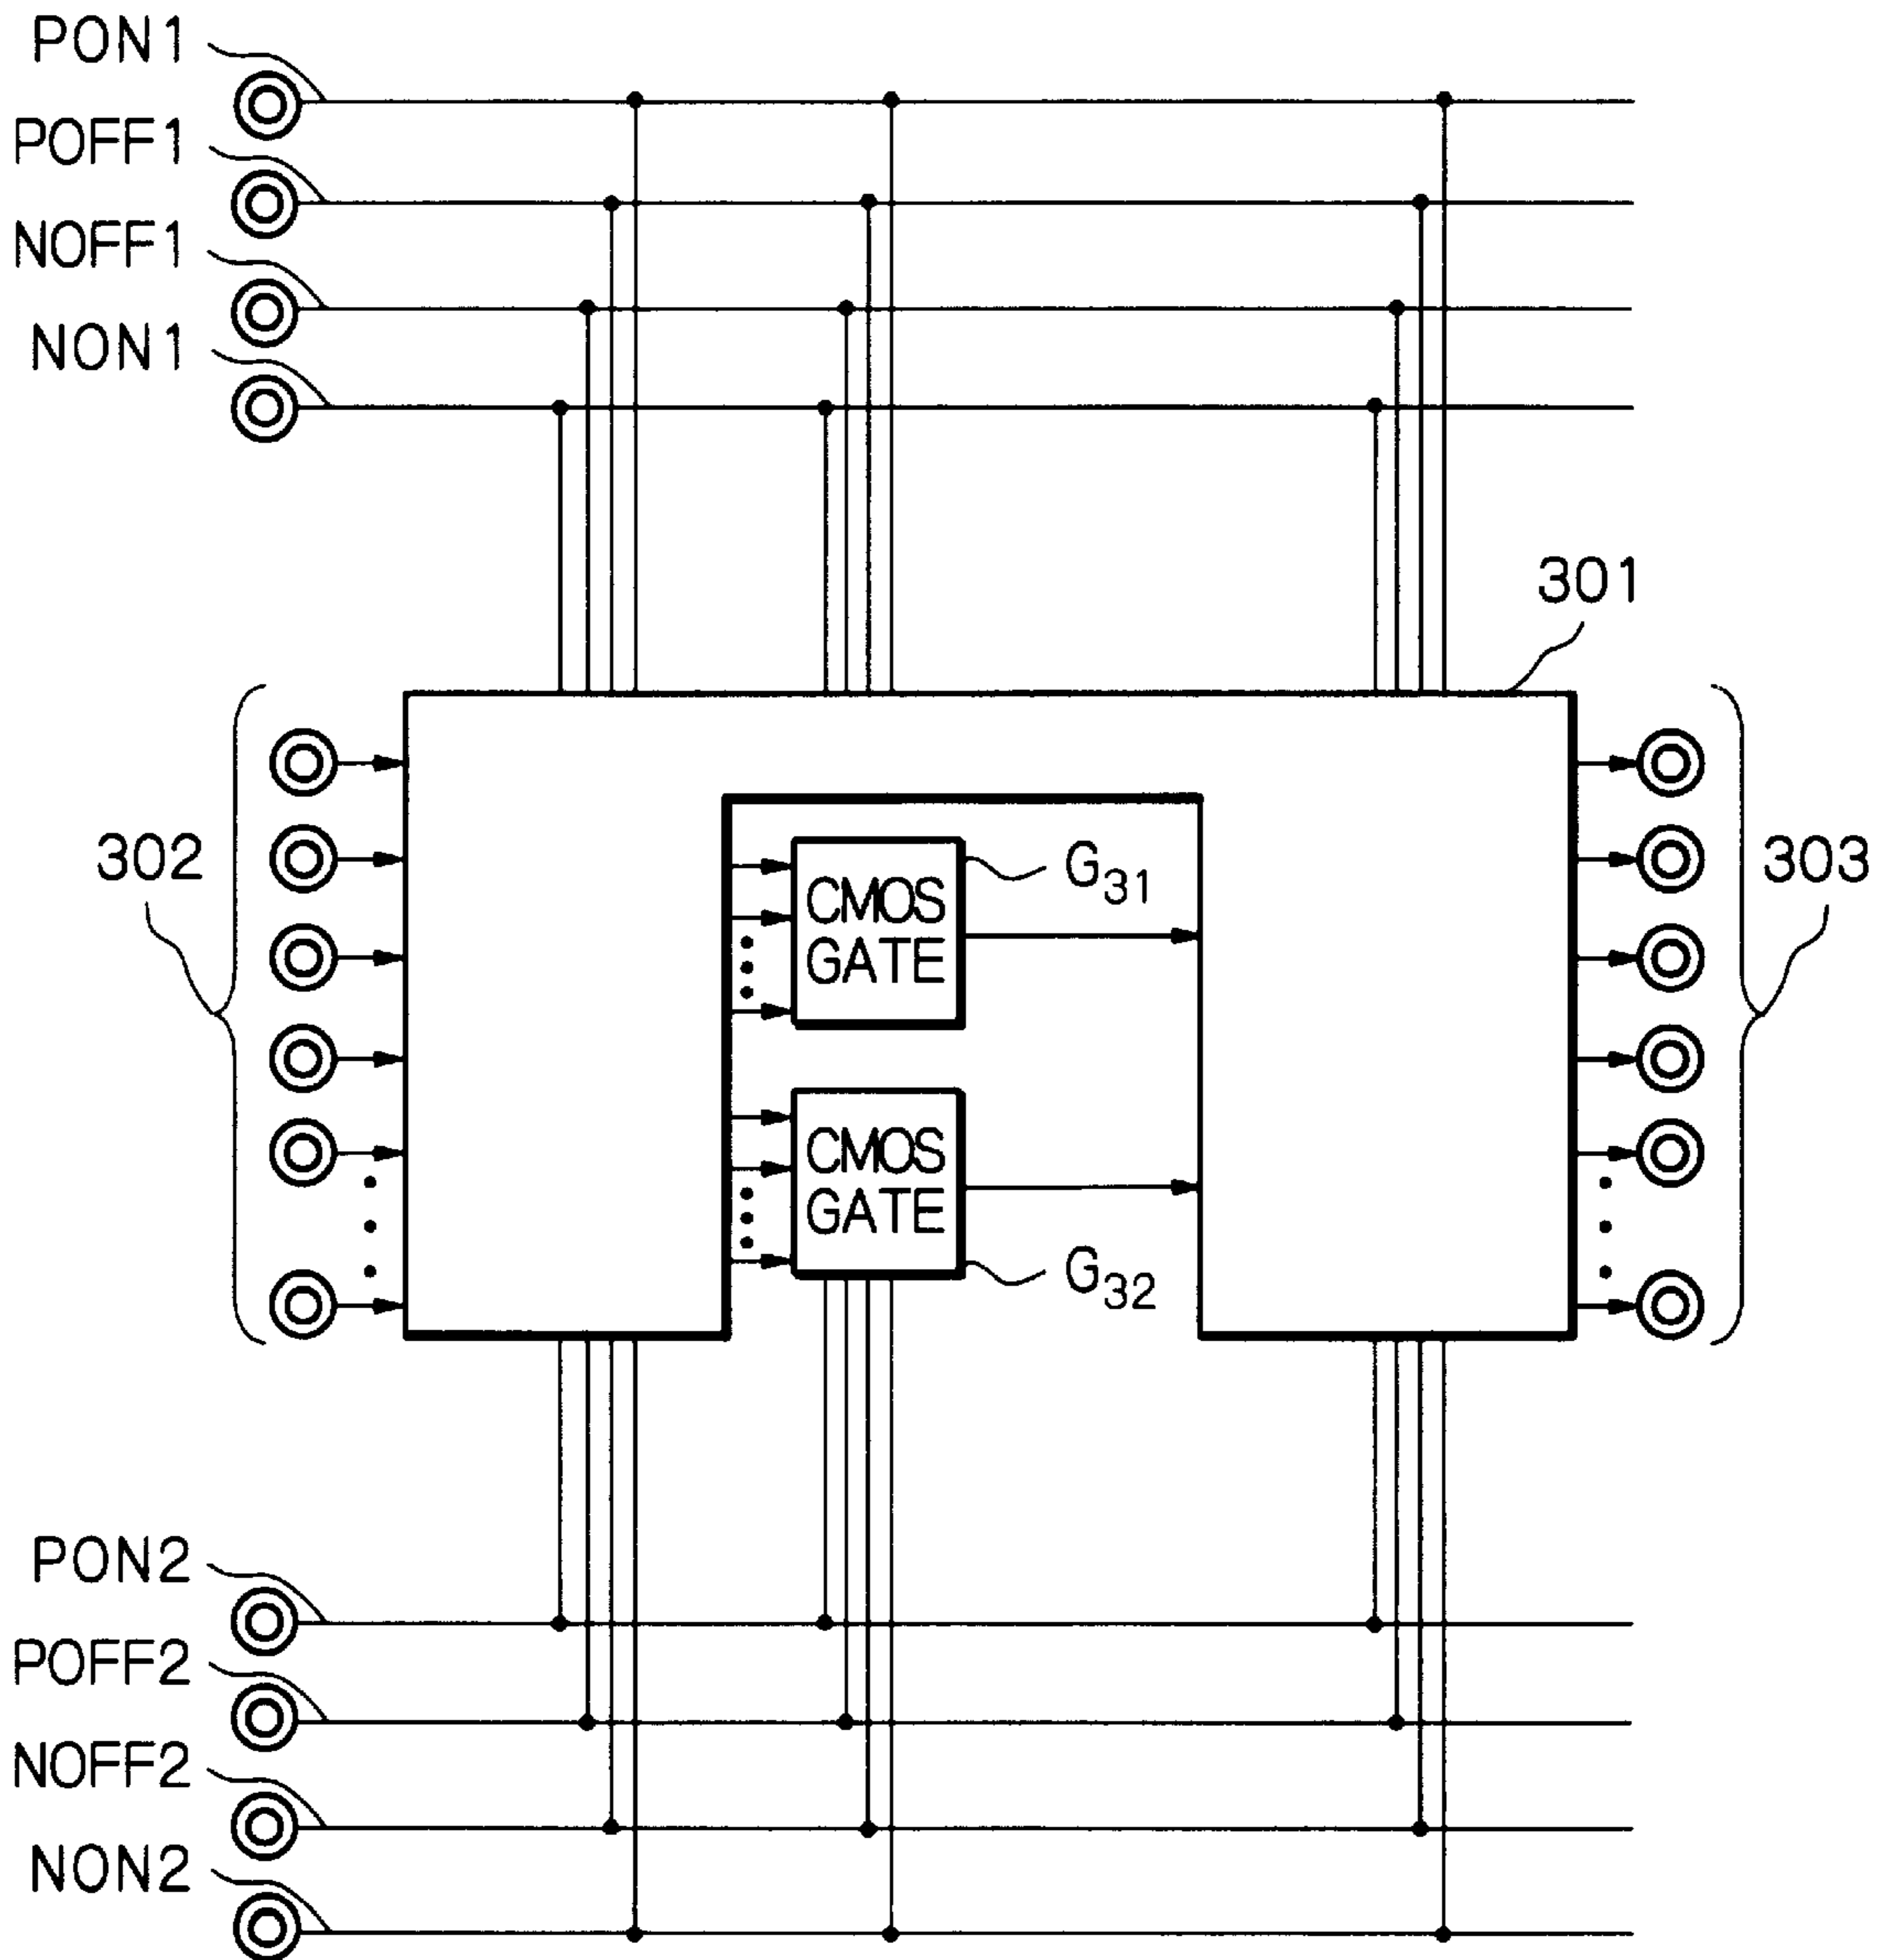 PON1
POFF1
NOFF1
NON1
301
302
303
CMOS
GATE
G31
CMOS
GATE
G32
PON2
POFF2
NOFF2
NON2